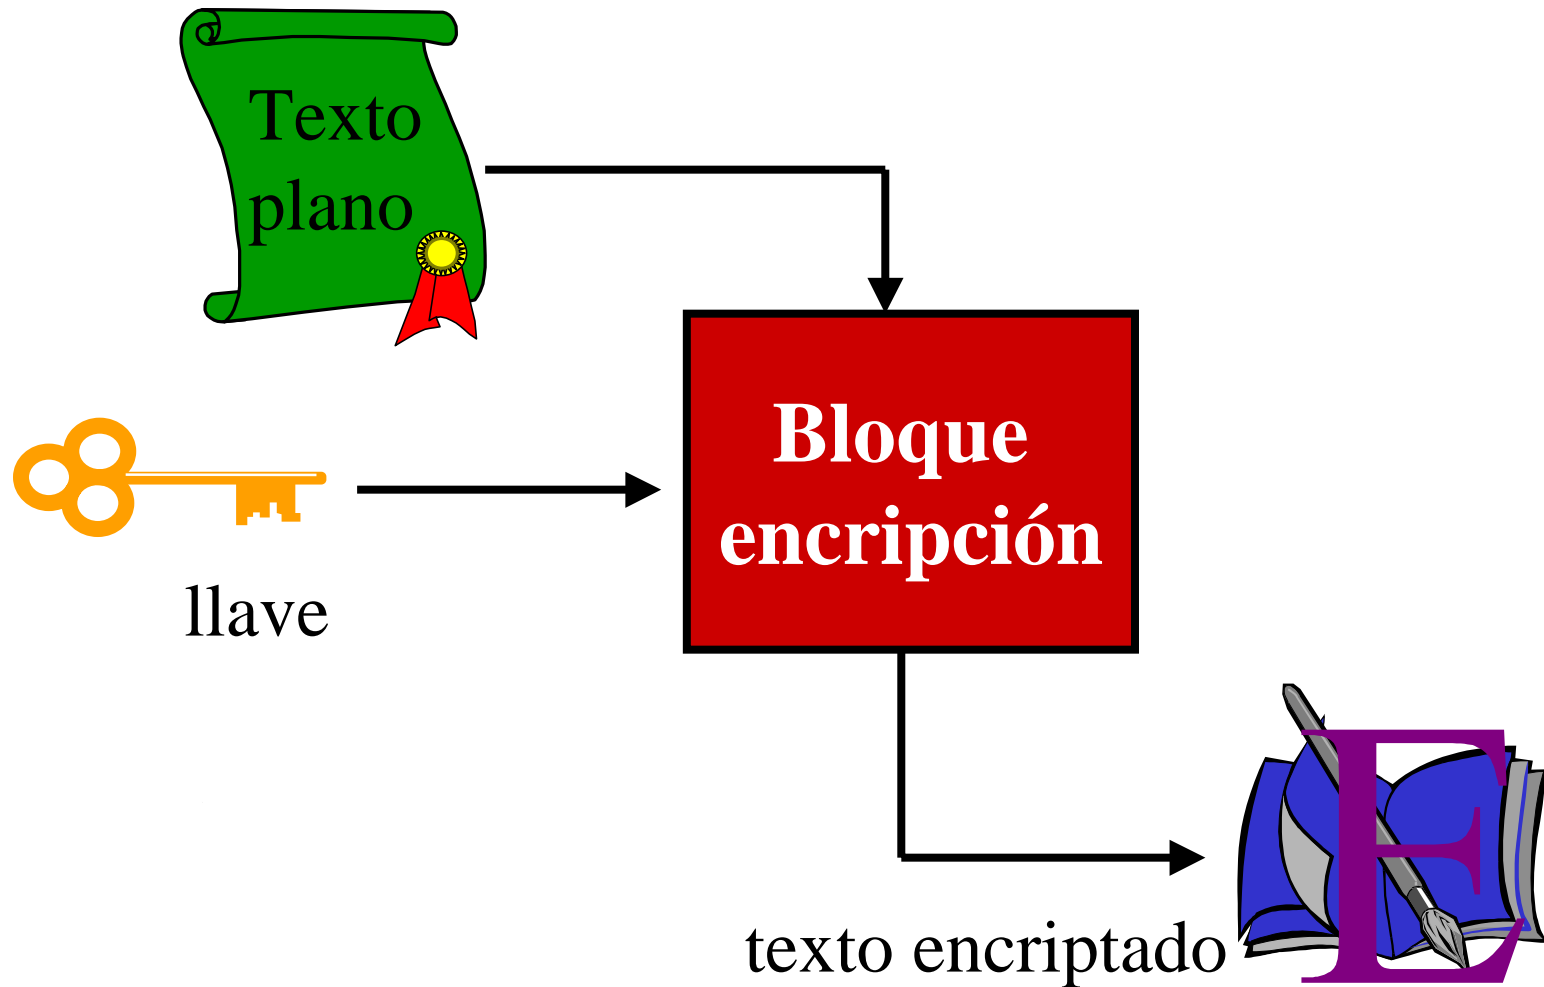 Texto
plano
Bloque
encripción
llave
texto encriptado
E